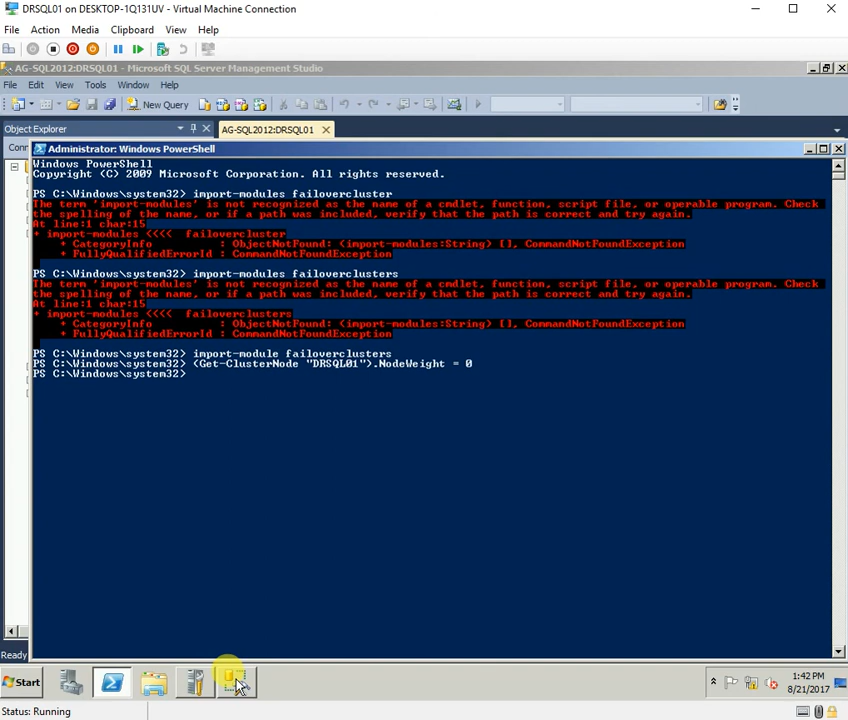 DRSQL01 on DESKTOP-1Q131UV - Virtual Machine Connection
File Action Media Clipboard View Help
AG-SQL2012:DRSQL01 - Microsoft SQL Server Management Studio
File Edit View Tools Window Help
New Query
Object Explorer
AG-SQL2012:DRSQL01
Conn
Administrator: Windows PowerShell
Windows PowerShell
Copyright (C) 2009 Microsoft Corporation. All rights reserved.
PS C:\Windows\system32> import-modules failovercluster
The term 'import-modules' is not recognized as the name of a cmdlet, function, script file, or operable program. Check
the spelling of the name, or if a path was included, verify that the path is correct and try again.
At line:1 char:15
+ import-modules <<<<  failovercluster
    + CategoryInfo          : ObjectNotFound: (import-modules:String) [], CommandNotFoundException
    + FullyQualifiedErrorId : CommandNotFoundException
PS C:\Windows\system32> import-modules failoverclusters
The term 'import-modules' is not recognized as the name of a cmdlet, function, script file, or operable program. Check
the spelling of the name, or if a path was included, verify that the path is correct and try again.
At line:1 char:15
+ import-modules <<<<  failoverclusters
    + CategoryInfo          : ObjectNotFound: (import-modules:String) [], CommandNotFoundException
    + FullyQualifiedErrorId : CommandNotFoundException
PS C:\Windows\system32> import-module failoverclusters
PS C:\Windows\system32> (Get-ClusterNode "DRSQL01").NodeWeight = 0
PS C:\Windows\system32>
Ready
Start
1:42 PM
8/21/2017
Status: Running